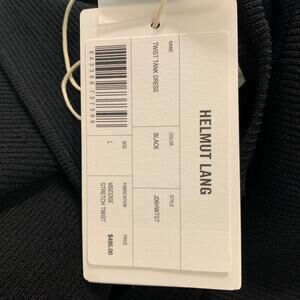 HELMUT LANG
NAME
TWIST TANK DRESS
COLOR
BLACK
STYLE
J06HW707
SIZE
L
FABRICATION
VISCOSE
STRETCH TWIST
PRICE
$495.00